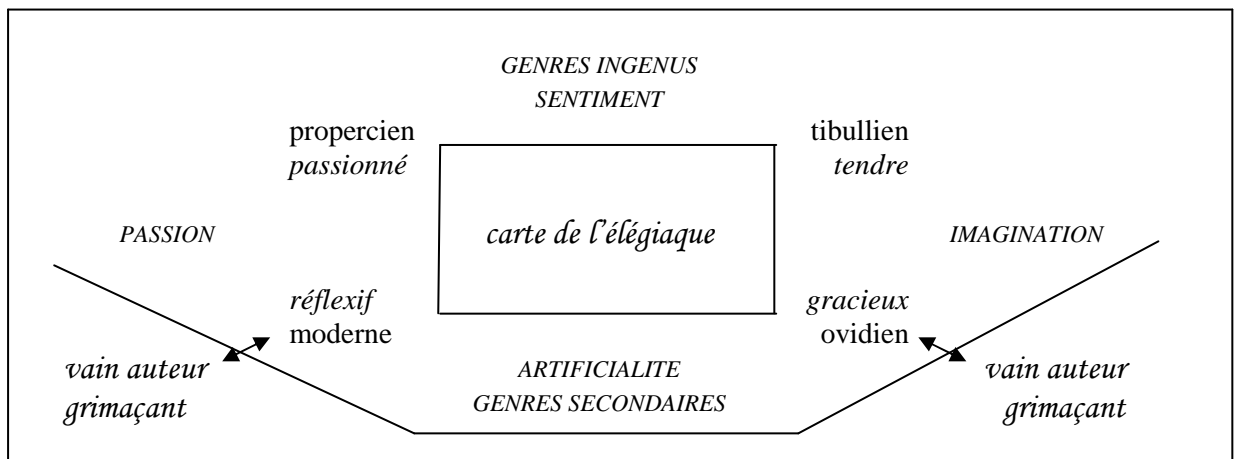 GENRES INGENUS
SENTIMENT
propercien
passionné
tibullien
tendre
carte de l'élégiaque
PASSION
IMAGINATION
réflexif
moderne
gracieux
ovidien
vain auteur
grimaçant
ARTIFICIALITE
GENRES SECONDAIRES
vain auteur
grimaçant